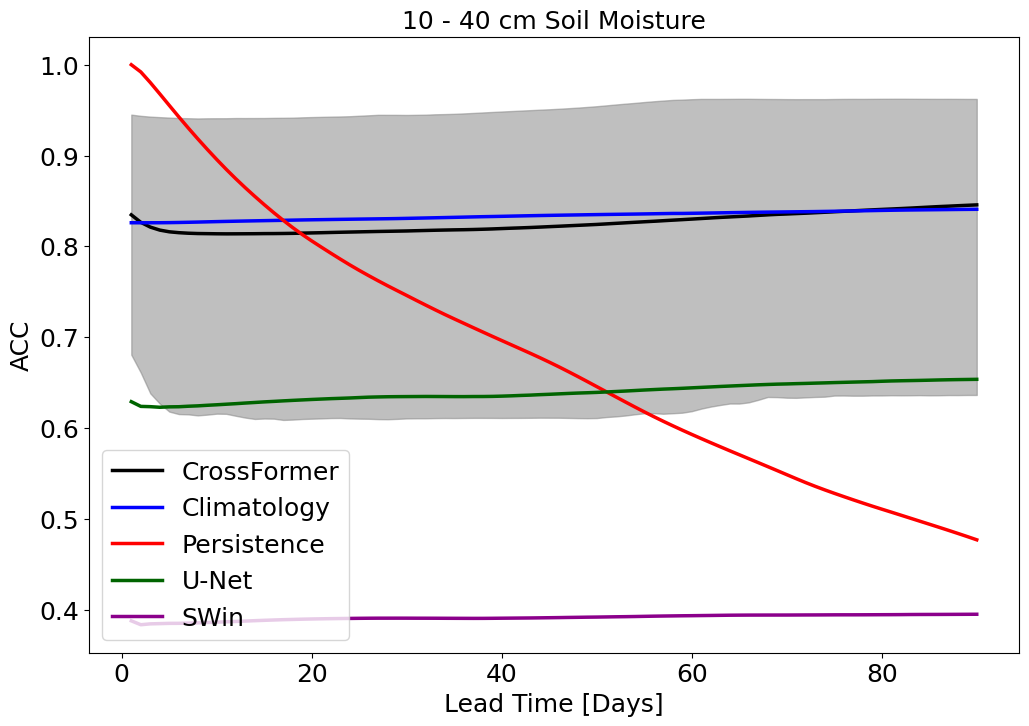 10 - 40 cm Soil Moisture
ACC
1.0
0.9
0.8
0.7
0.6
0.5
0.4
CrossFormer
Climatology
Persistence
U-Net
SWin
0
20
40
60
80
Lead Time [Days]